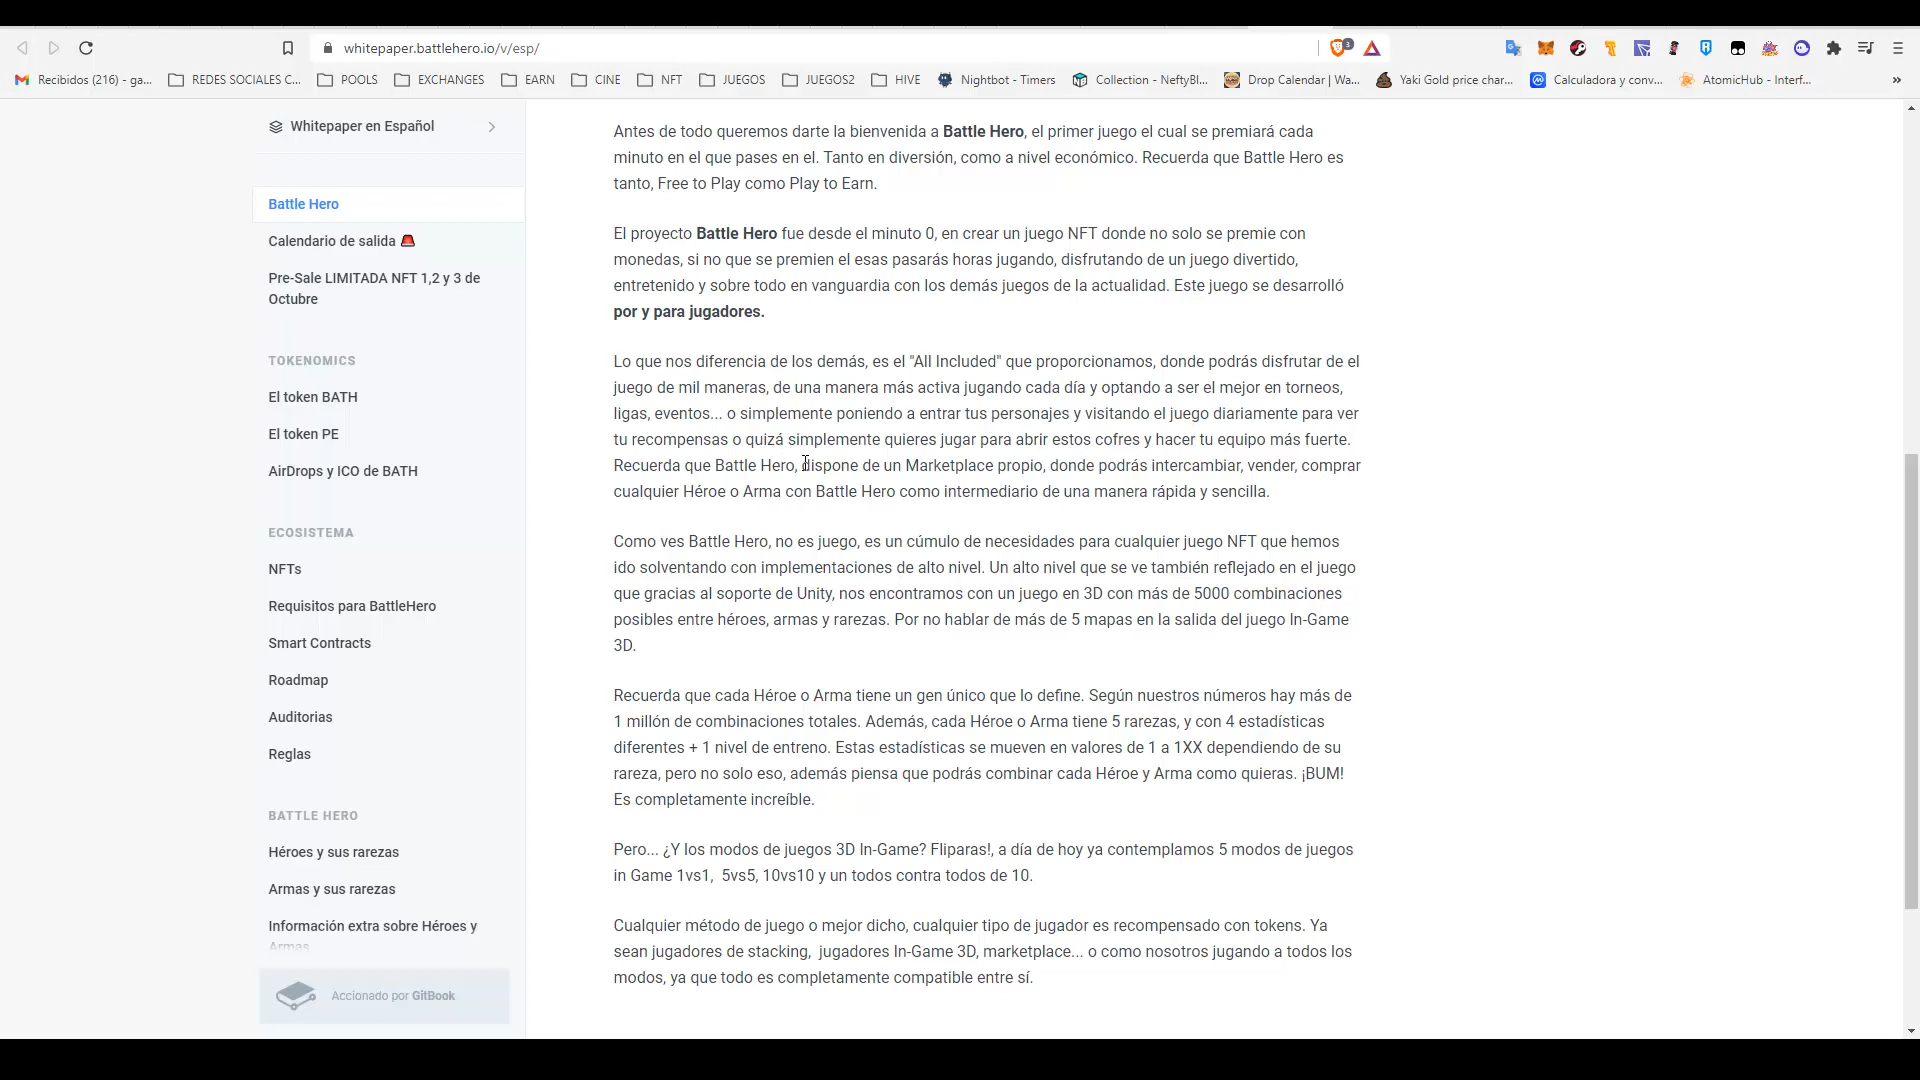 whitepaper.battlehero.io/v/esp/
3
Recibidos (216) - ga...
REDES SOCIALES C...
POOLS
EXCHANGES
EARN
CINE
NFT
JUEGOS
JUEGOS2
HIVE
Nightbot - Timers
Collection - NeftyBl...
Drop Calendar | Wa...
Yaki Gold price char...
Calculadora y conv...
AtomicHub - Interf...
»
Whitepaper en Español
Battle Hero
Calendario de salida
Pre-Sale LIMITADA NFT 1,2 y 3 de
Octubre
TOKENOMICS
El token BATH
El token PE
AirDrops y ICO de BATH
ECOSISTEMA
NFTs
Requisitos para BattleHero
Smart Contracts
Roadmap
Auditorias
Reglas
BATTLE HERO
Héroes y sus rarezas
Armas y sus rarezas
Información extra sobre Héroes y
Armas
Accionado por GitBook
Antes de todo queremos darte la bienvenida a Battle Hero, el primer juego el cual se premiará cada
minuto en el que pases en el. Tanto en diversión, como a nivel económico. Recuerda que Battle Hero es
tanto, Free to Play como Play to Earn.
El proyecto Battle Hero fue desde el minuto 0, en crear un juego NFT donde no solo se premie con
monedas, si no que se premien el esas pasarás horas jugando, disfrutando de un juego divertido,
entretenido y sobre todo en vanguardia con los demás juegos de la actualidad. Este juego se desarrolló
por y para jugadores.
Lo que nos diferencia de los demás, es el "All Included" que proporcionamos, donde podrás disfrutar de el
juego de mil maneras, de una manera más activa jugando cada día y optando a ser el mejor en torneos,
ligas, eventos... o simplemente poniendo a entrar tus personajes y visitando el juego diariamente para ver
tu recompensas o quizá simplemente quieres jugar para abrir estos cofres y hacer tu equipo más fuerte.
Recuerda que Battle Hero, dispone de un Marketplace propio, donde podrás intercambiar, vender, comprar
cualquier Héroe o Arma con Battle Hero como intermediario de una manera rápida y sencilla.
Como ves Battle Hero, no es juego, es un cúmulo de necesidades para cualquier juego NFT que hemos
ido solventando con implementaciones de alto nivel. Un alto nivel que se ve también reflejado en el juego
que gracias al soporte de Unity, nos encontramos con un juego en 3D con más de 5000 combinaciones
posibles entre héroes, armas y rarezas. Por no hablar de más de 5 mapas en la salida del juego In-Game
3D.
Recuerda que cada Héroe o Arma tiene un gen único que lo define. Según nuestros números hay más de
1 millón de combinaciones totales. Además, cada Héroe o Arma tiene 5 rarezas, y con 4 estadísticas
diferentes + 1 nivel de entreno. Estas estadísticas se mueven en valores de 1 a 1XX dependiendo de su
rareza, pero no solo eso, además piensa que podrás combinar cada Héroe y Arma como quieras. ¡BUM!
Es completamente increíble.
Pero... ¿Y los modos de juegos 3D In-Game? Fliparas!, a día de hoy ya contemplamos 5 modos de juegos
in Game 1vs1,  5vs5, 10vs10 y un todos contra todos de 10.
Cualquier método de juego o mejor dicho, cualquier tipo de jugador es recompensado con tokens. Ya
sean jugadores de stacking,  jugadores In-Game 3D, marketplace... o como nosotros jugando a todos los
modos, ya que todo es completamente compatible entre sí.